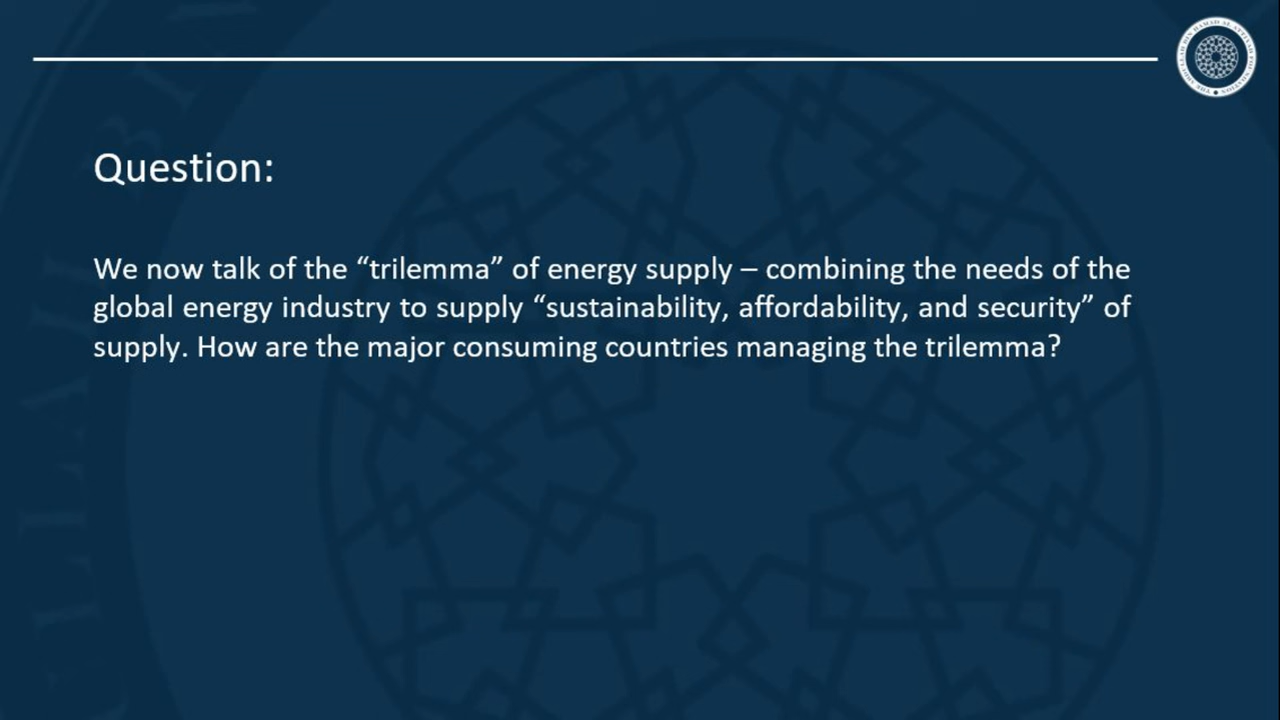 Question:
We now talk of the “trilemma” of energy supply – combining the needs of the
global energy industry to supply “sustainability, affordability, and security” of
supply. How are the major consuming countries managing the trilemma?